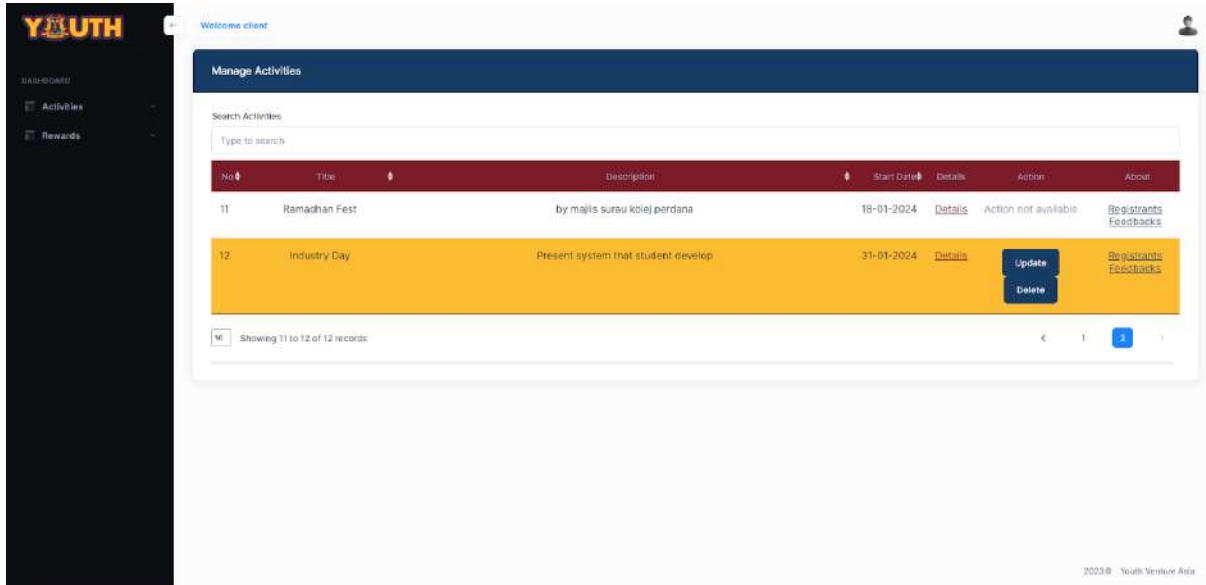 YOUTH
Welcome client
DASHBOARD
Activities
Rewards
Manage Activities
Search Activities
Type to search
No Title Description Start Date Details Action About
11 Ramadhan Fest by majlis surau kolej perdana 18-01-2024 Details Action not available Registrants
Feedbacks
12 Industry Day Present system that student develop 31-01-2024 Details Update Registrants
Feedbacks
Delete
10 Showing 11 to 12 of 12 records 1 2
2023© Youth Venture Asia